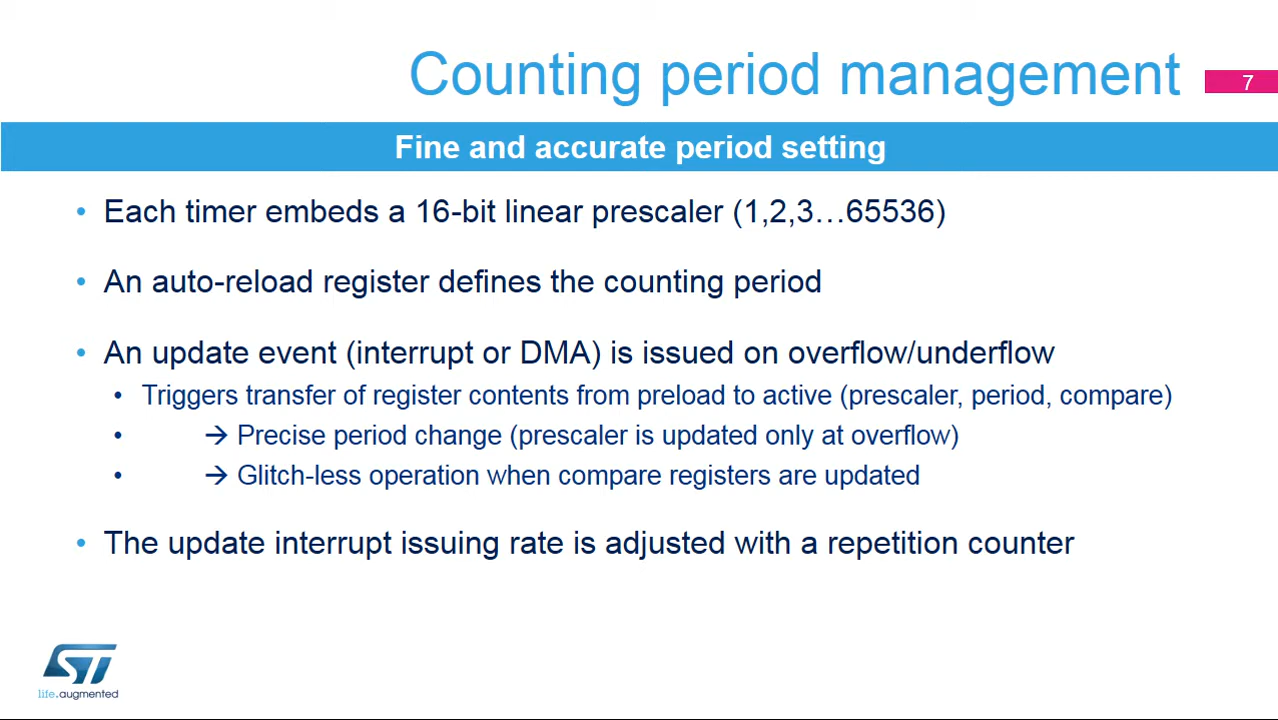 Counting period management
7
Fine and accurate period setting
• Each timer embeds a 16-bit linear prescaler (1,2,3…65536)
• An auto-reload register defines the counting period
• An update event (interrupt or DMA) is issued on overflow/underflow
• Triggers transfer of register contents from preload to active (prescaler, period, compare)
• → Precise period change (prescaler is updated only at overflow)
• → Glitch-less operation when compare registers are updated
• The update interrupt issuing rate is adjusted with a repetition counter
ST
life.augmented